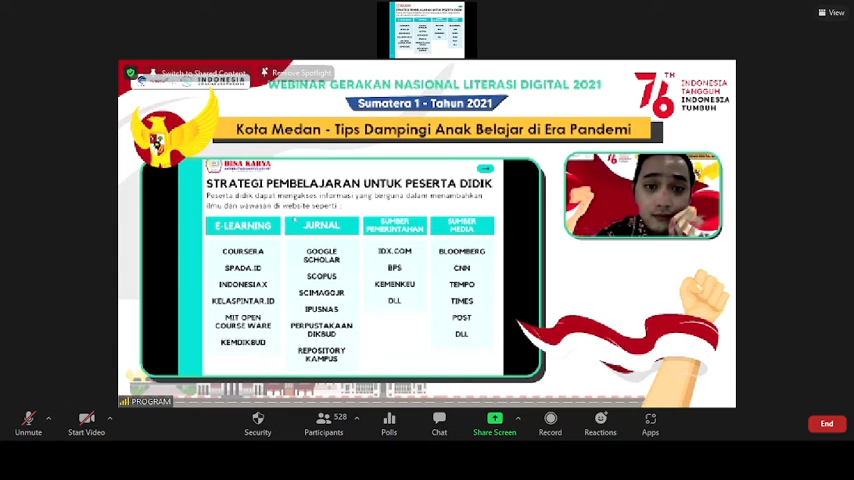 View
Switch to Shared Content
Remove Spotlight
INDONESIA
WEBINAR GERAKAN NASIONAL LITERASI DIGITAL 2021
Sumatera 1 - Tahun 2021
Kota Medan - Tips Dampingi Anak Belajar di Era Pandemi
76 TH
INDONESIA
TANGGUH
INDONESIA
TUMBUH
BINA KARYA
STRATEGI PEMBELAJARAN UNTUK PESERTA DIDIK
Peserta didik dapat mengakses informasi yang berguna dalam menambahkan
ilmu dan wawasan di website seperti :
E-LEARNING
COURSERA
SPADA.ID
INDONESIAX
KELASPINTAR.ID
MIT OPEN
COURSE WARE
KEMDIKBUD
JURNAL
GOOGLE
SCHOLAR
SCOPUS
SCIMAGOJR
IPUSNAS
PERPUSTAKAAN
DIKBUD
REPOSITORY
KAMPUS
SUMBER
PEMERINTAHAN
IDX.COM
BPS
KEMENKEU
DLL
SUMBER
MEDIA
BLOOMBERG
CNN
TEMPO
TIMES
POST
DLL
PROGRAM
Unmute
Start Video
Security
Participants
528
Polls
Chat
Share Screen
Record
Reactions
Apps
End